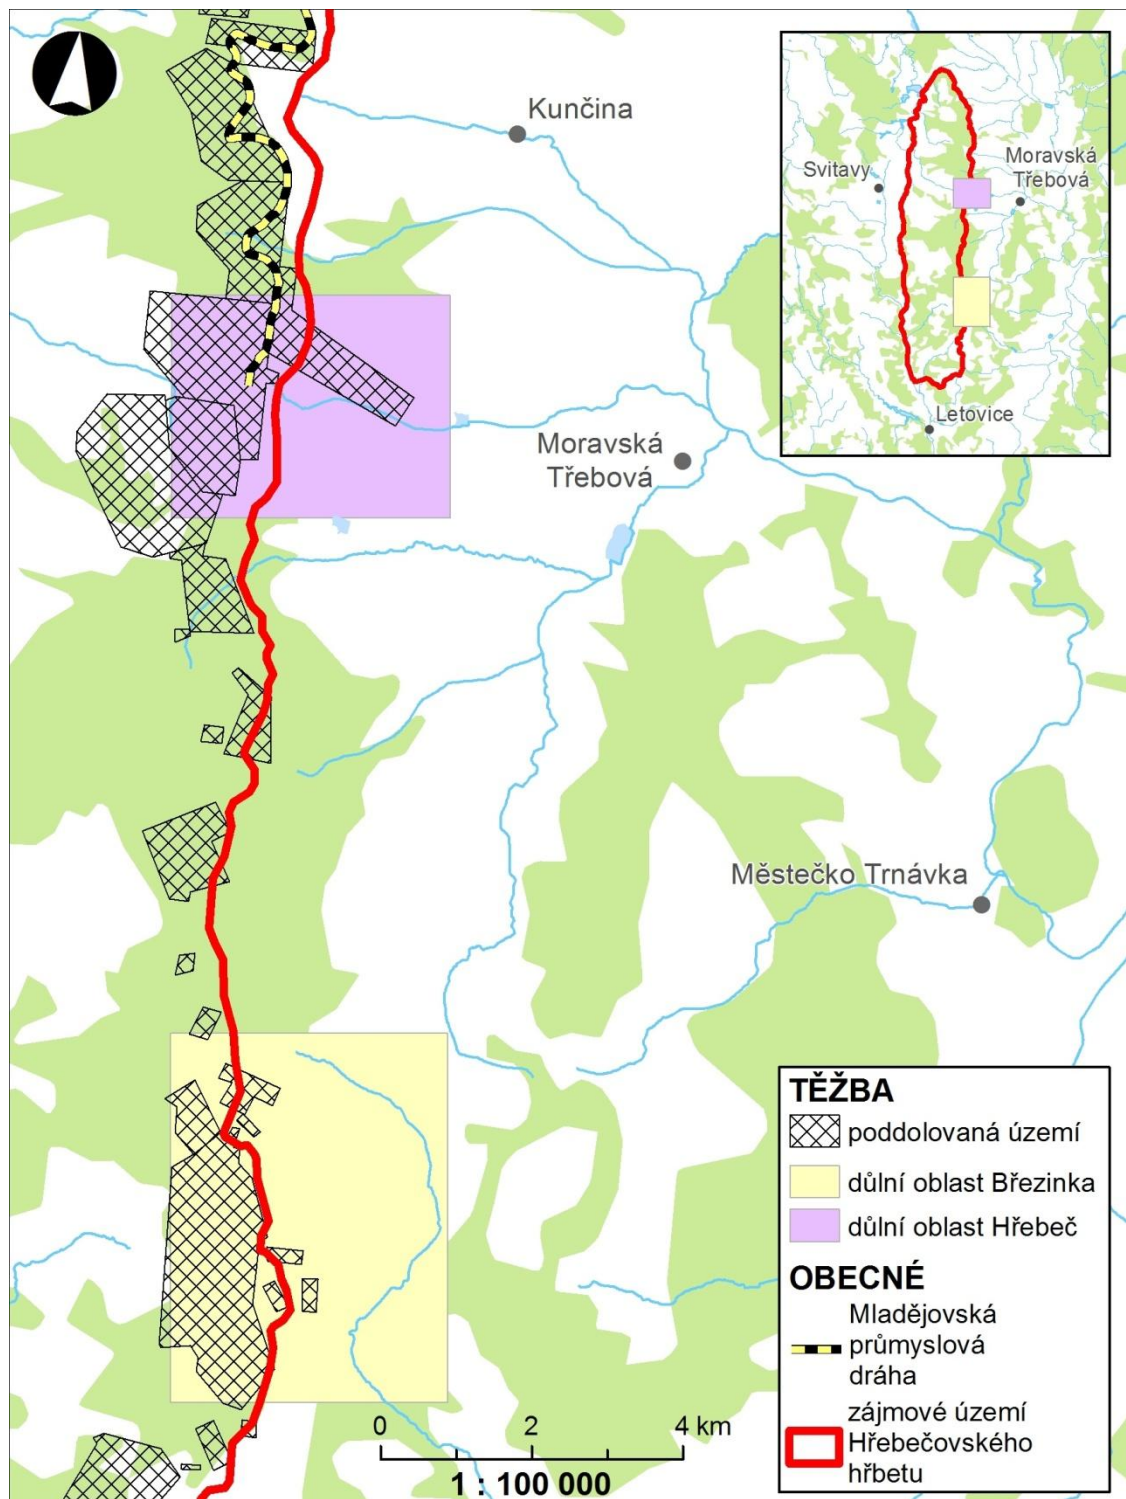 Kunčina
Svitavy
Moravská
Třebová
Letovice
Moravská
Třebová
Městečko Trnávka
TĚŽBA
poddolovaná území
důlní oblast Březinka
důlní oblast Hřebeč
OBECNÉ
Mladějovská
průmyslová
dráha
zájmové území
Hřebečovského
hřbetu
0 2 4 km
1 : 100 000